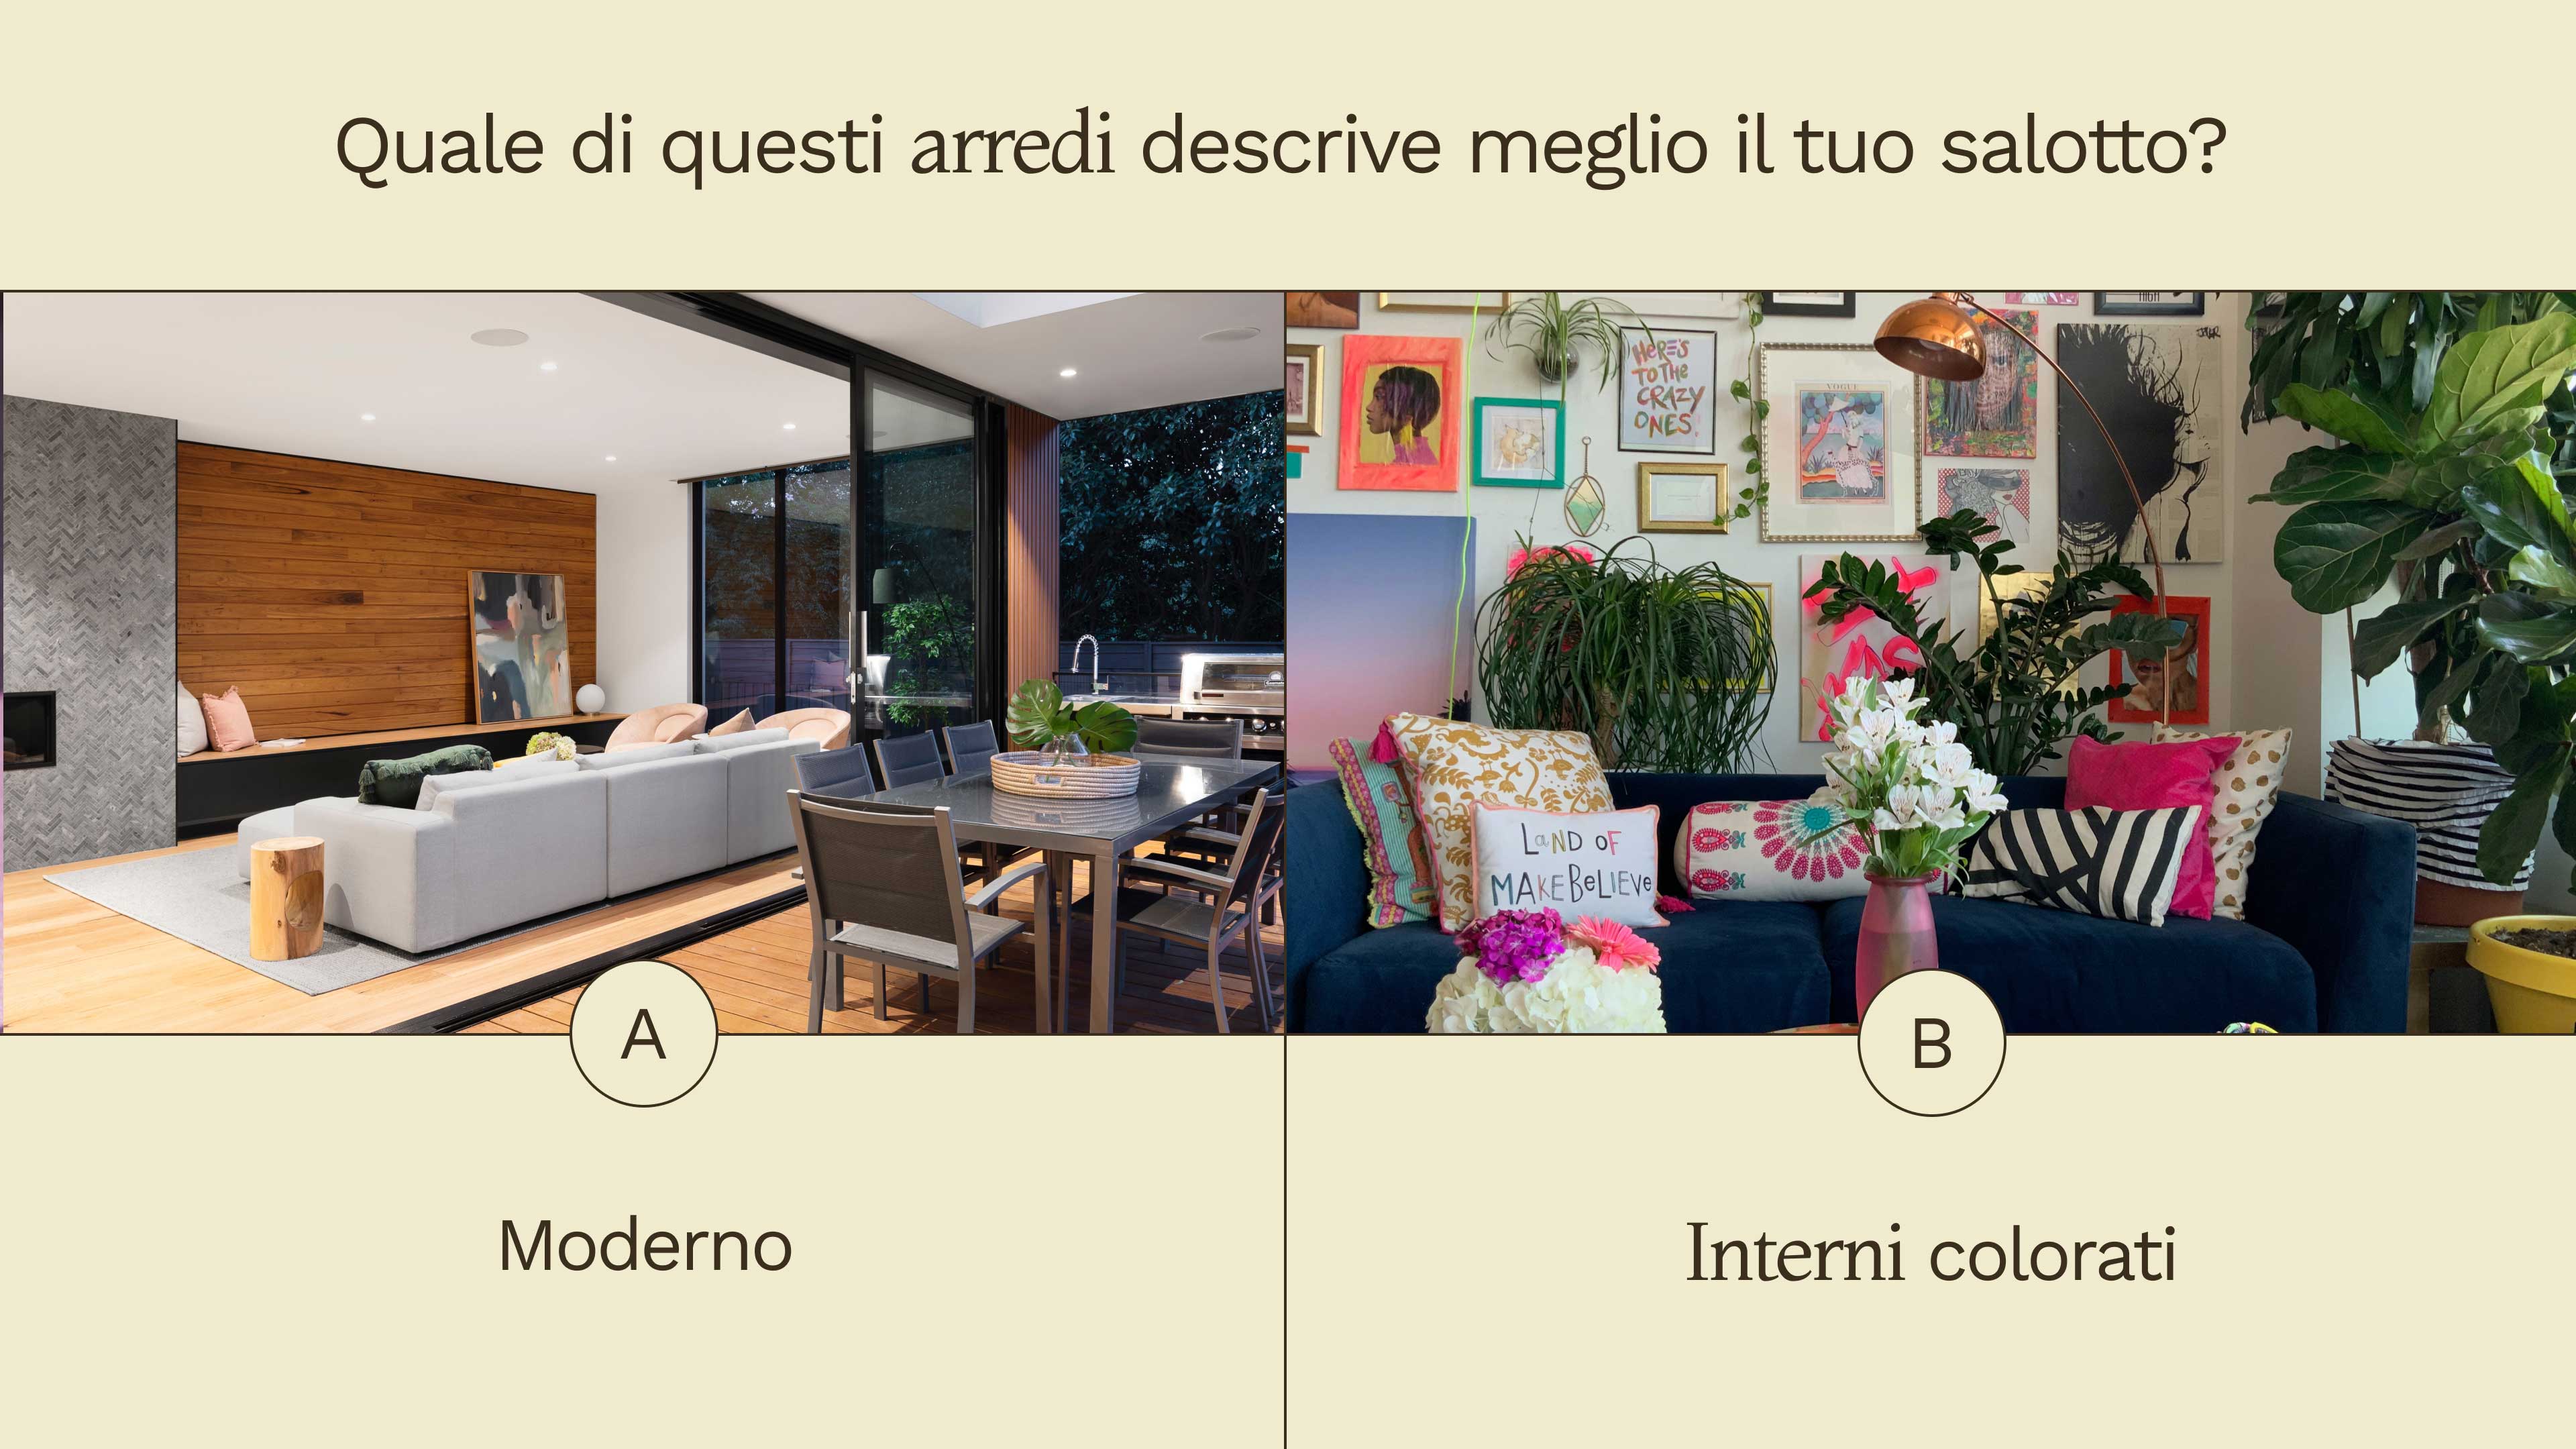 Quale di questi arredi descrive meglio il tuo salotto?
HeRE'S
TO THe
CRAZY
ONES.
VOGUE
LaND OF
MAKEBeLIEVe
A
B
Moderno
Interni colorati